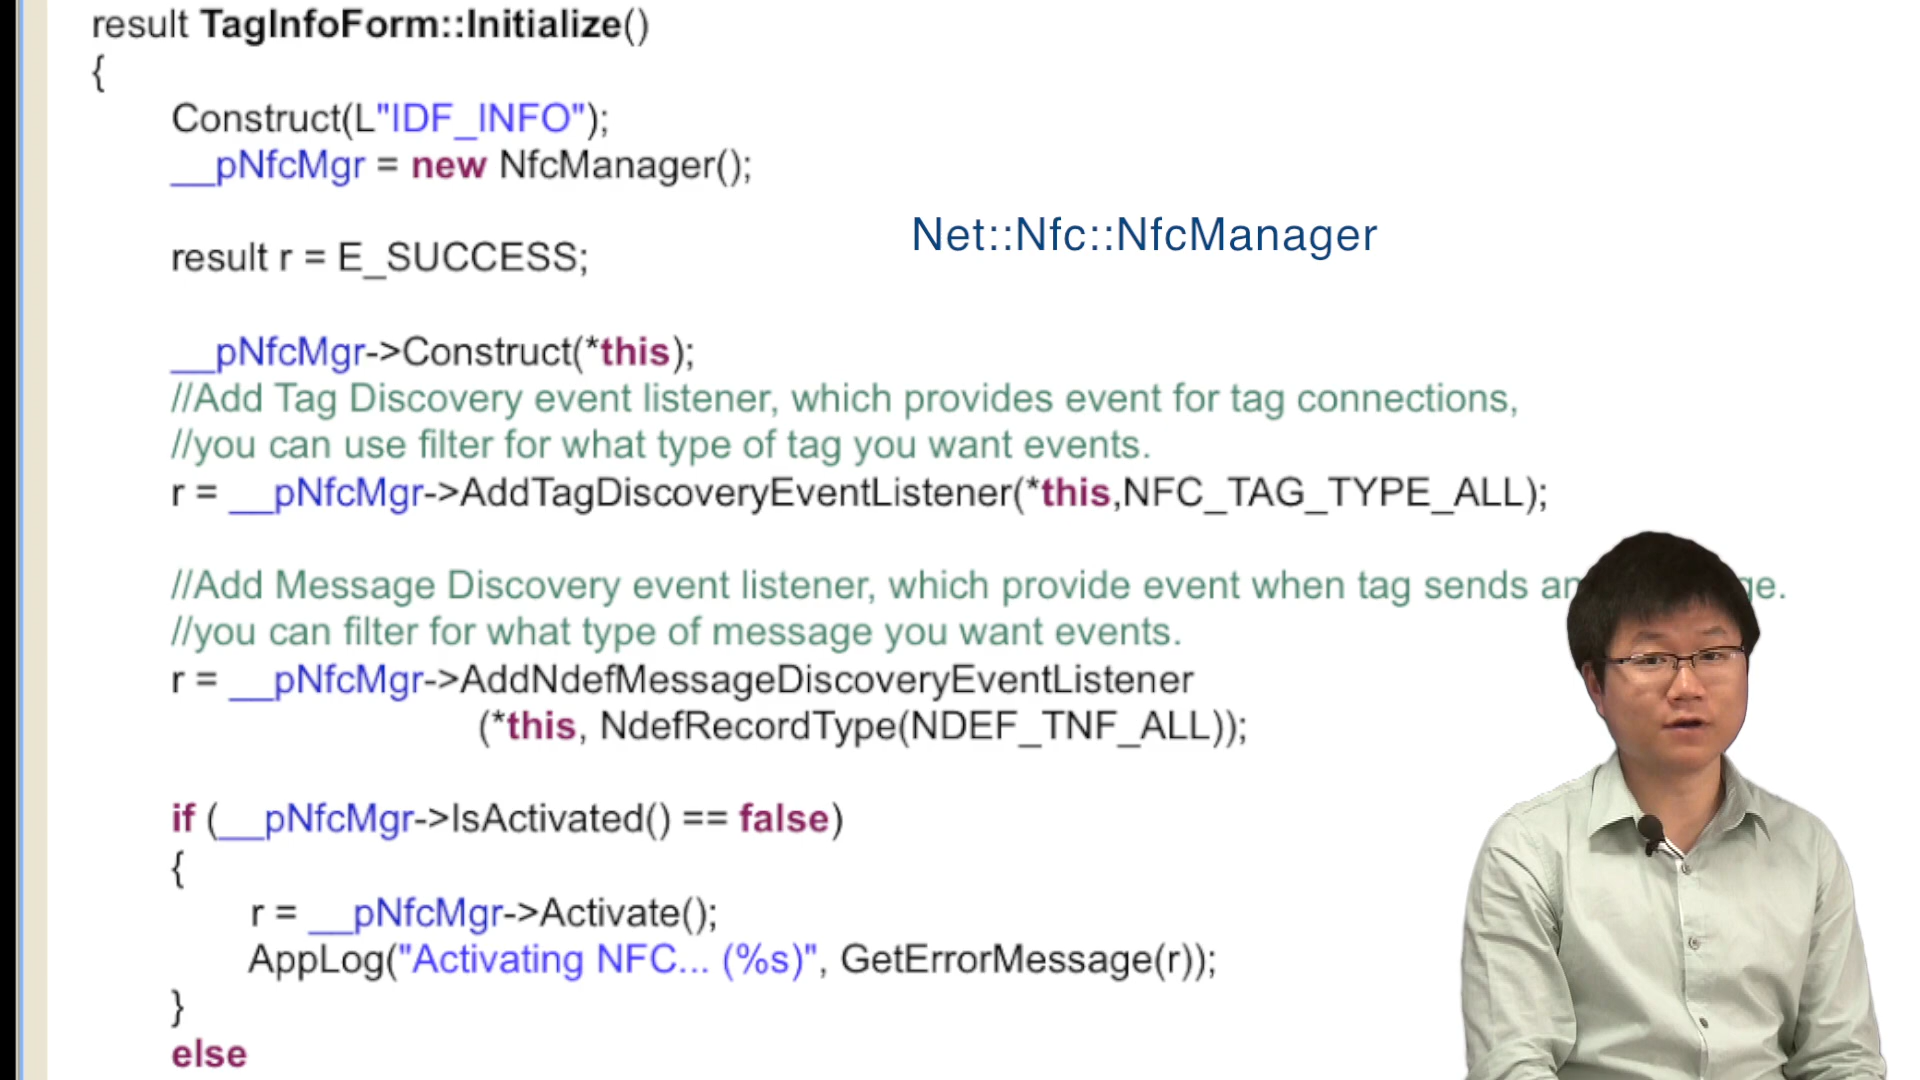 result TagInfoForm::Initialize()
{
Construct(L"IDF_INFO");
__pNfcMgr = new NfcManager();
Net::Nfc::NfcManager
result r = E_SUCCESS;
__pNfcMgr->Construct(*this);
//Add Tag Discovery event listener, which provides event for tag connections,
//you can use filter for what type of tag you want events.
r = __pNfcMgr->AddTagDiscoveryEventListener(*this,NFC_TAG_TYPE_ALL);
//Add Message Discovery event listener, which provide event when tag sends
//you can filter for what type of message you want events.
r = __pNfcMgr->AddNdefMessageDiscoveryEventListener
(*this, NdefRecordType(NDEF_TNF_ALL));
if (__pNfcMgr->IsActivated() == false)
{
r = __pNfcMgr->Activate();
AppLog("Activating NFC... (%s)", GetErrorMessage(r));
}
else